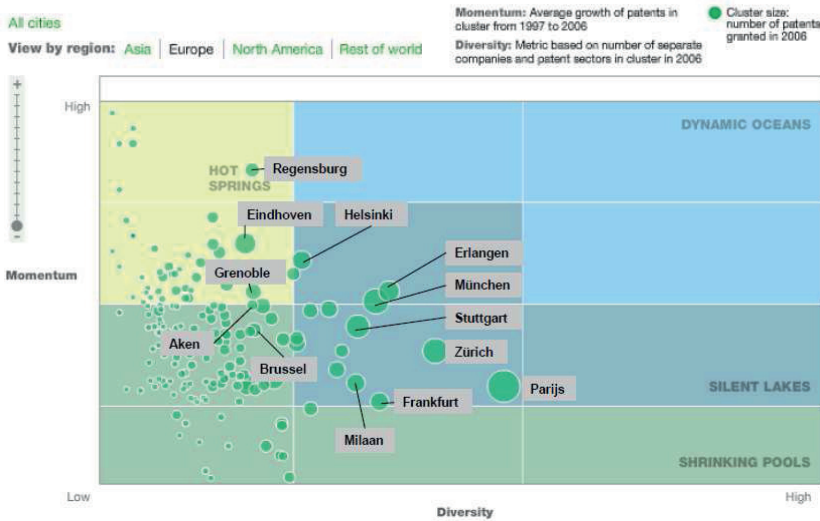 All cities
View by region: Asia | Europe | North America | Rest of world
Momentum: Average growth of patents in
cluster from 1997 to 2006
Diversity: Metric based on number of separate
companies and patent sectors in cluster in 2006
Cluster size:
number of patents
granted in 2006
+
-
High
DYNAMIC OCEANS
HOT
SPRINGS
Regensburg
Eindhoven
Helsinki
Erlangen
Grenoble
Momentum
München
Stuttgart
Aken
Zürich
Brussel
Parijs
SILENT LAKES
Frankfurt
Milaan
SHRINKING POOLS
Low
High
Diversity